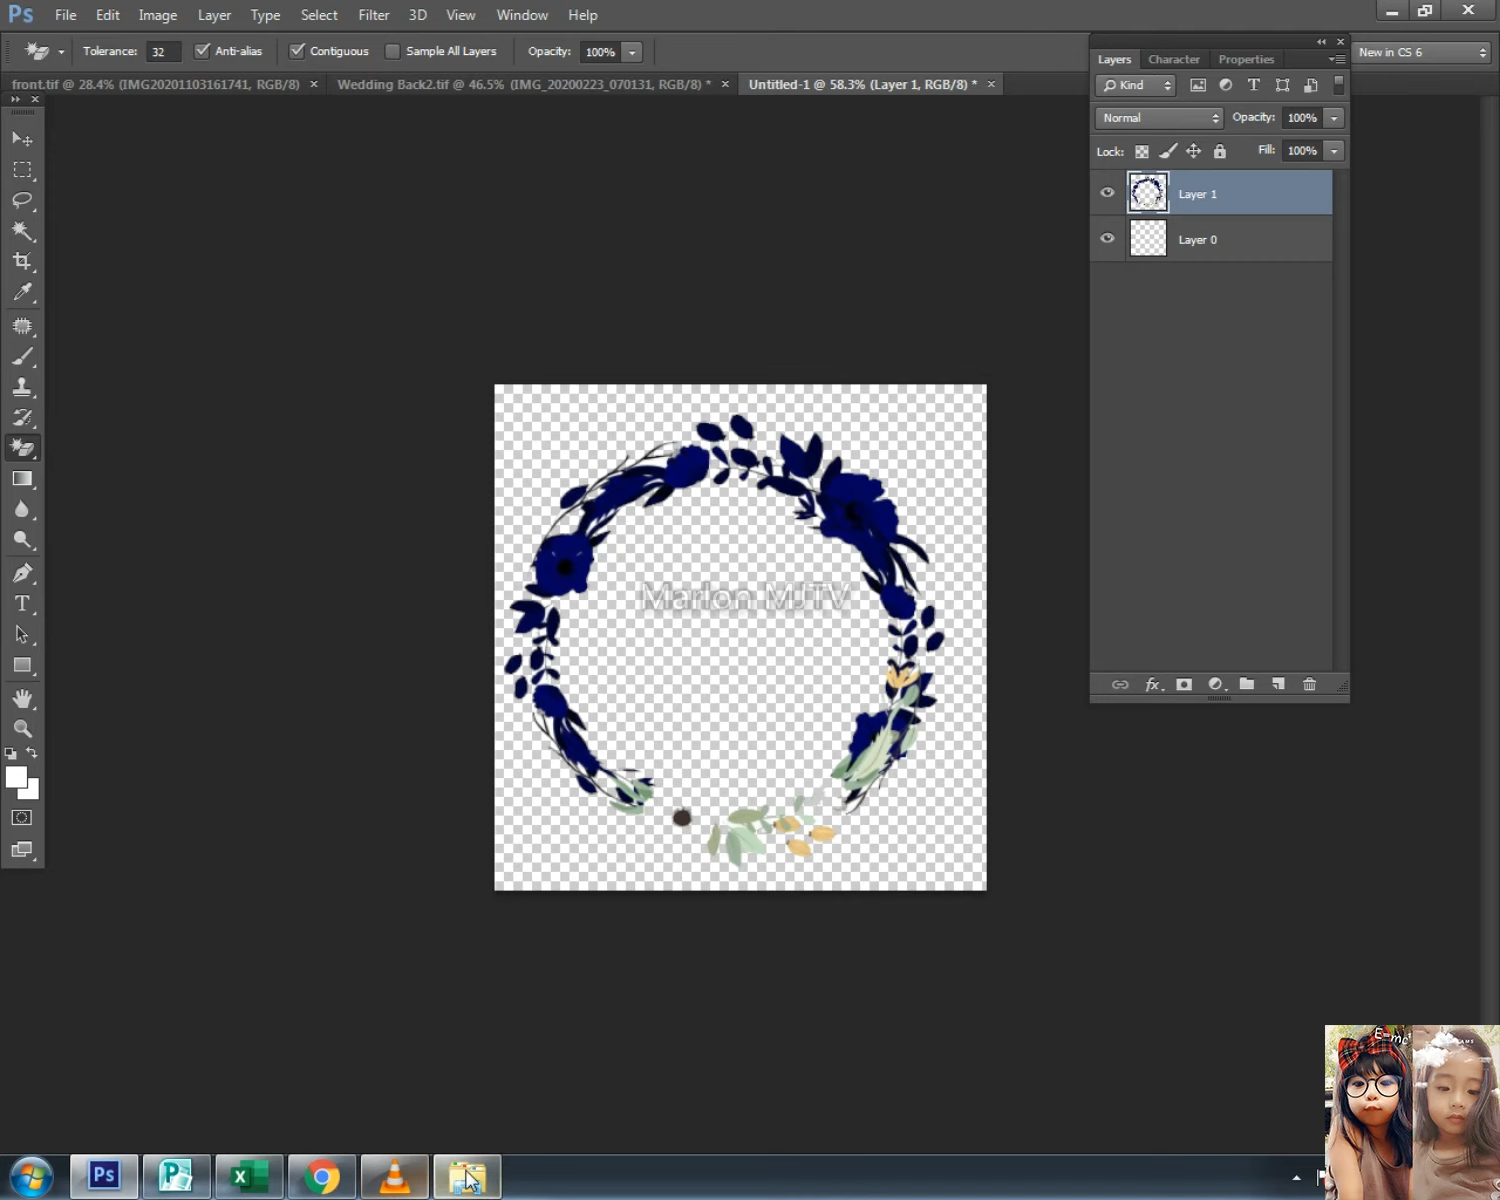 Ps File Edit Image Layer Type Select Filter 3D View Window Help
Tolerance: 32 Anti-alias Contiguous Sample All Layers Opacity: 100%
New in CS 6
front.tif @ 28.4% (IMG20201103161741, RGB/8) Wedding Back2.tif @ 46.5% (IMG_20200223_070131, RGB/8) * Untitled-1 @ 58.3% (Layer 1, RGB/8) *
Layers Character Properties
Kind T
Normal Opacity: 100%
Lock: Fill: 100%
Layer 1
Layer 0
fx
T
Marlon MJTV
E=mc²
Ps P X